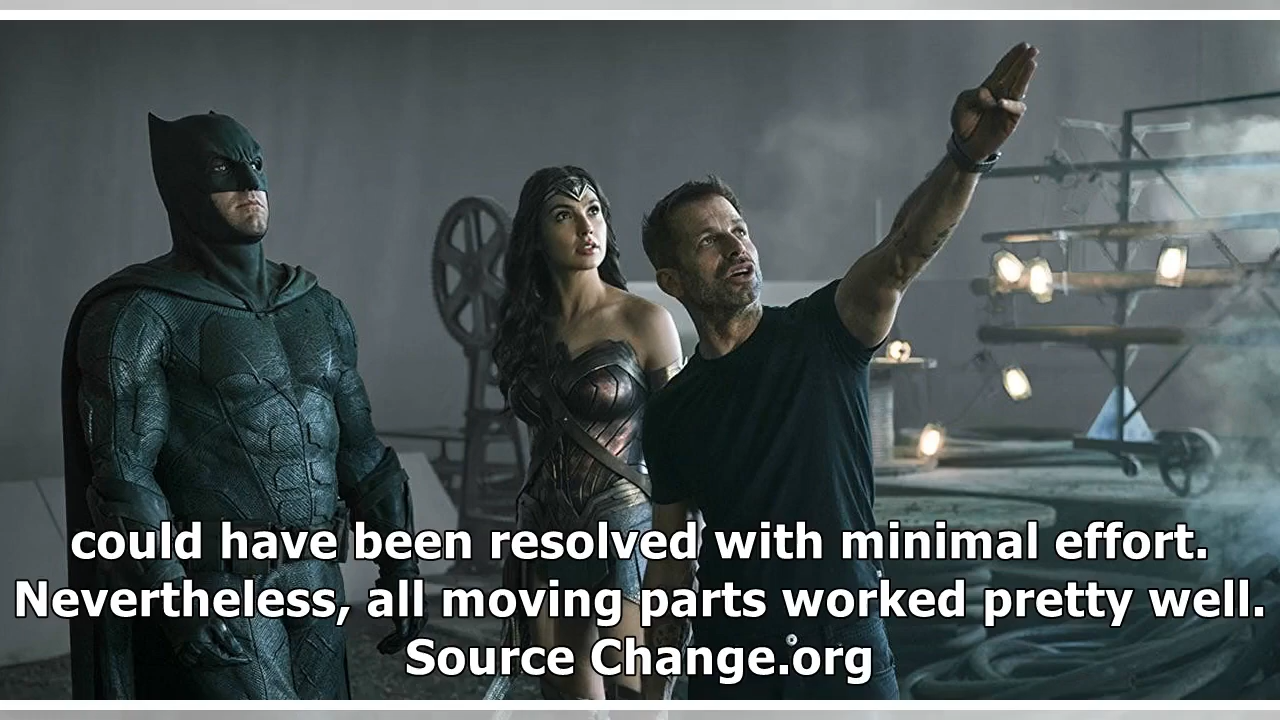 could have been resolved with minimal effort.
Nevertheless, all moving parts worked pretty well.
Source Change.org